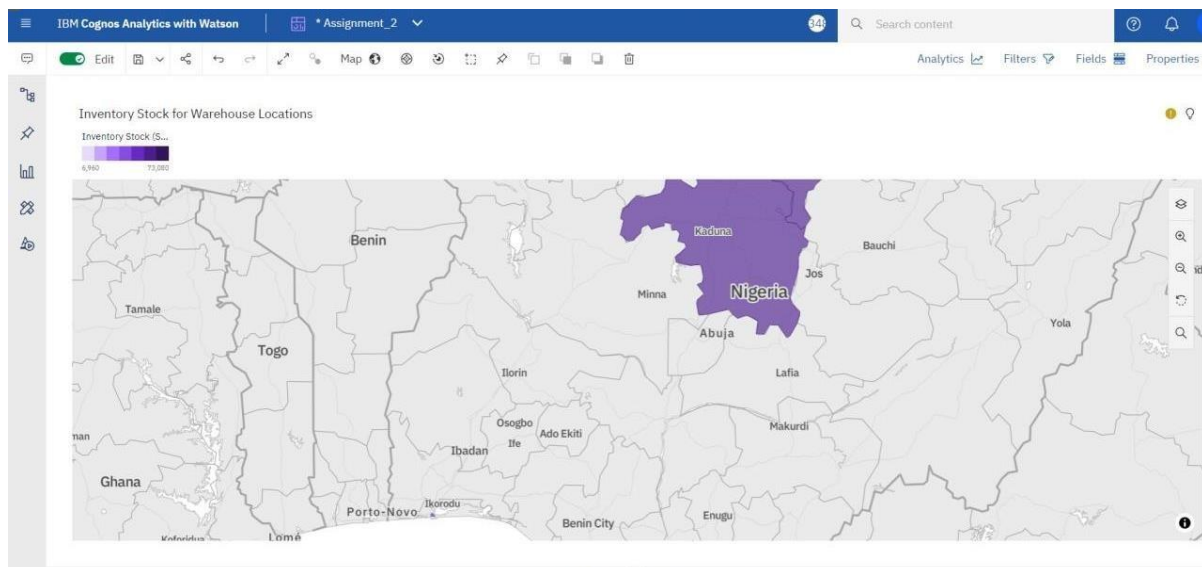 IBM Cognos Analytics with Watson
* Assignment_2
Search content
Edit
Map
Analytics
Filters
Fields
Properties
Inventory Stock for Warehouse Locations
Inventory Stock (S...
6,960 73,080
Kaduna
Benin
Bauchi
Jos
Minna
Nigeria
Tamale
Yola
Abuja
Togo
Ilorin
Lafia
Osogbo
Makurdi
Ado Ekiti
Ife
Ibadan
Ghana
Ikorodu
Porto-Novo
Enugu
Benin City
Koforidua
Lomé